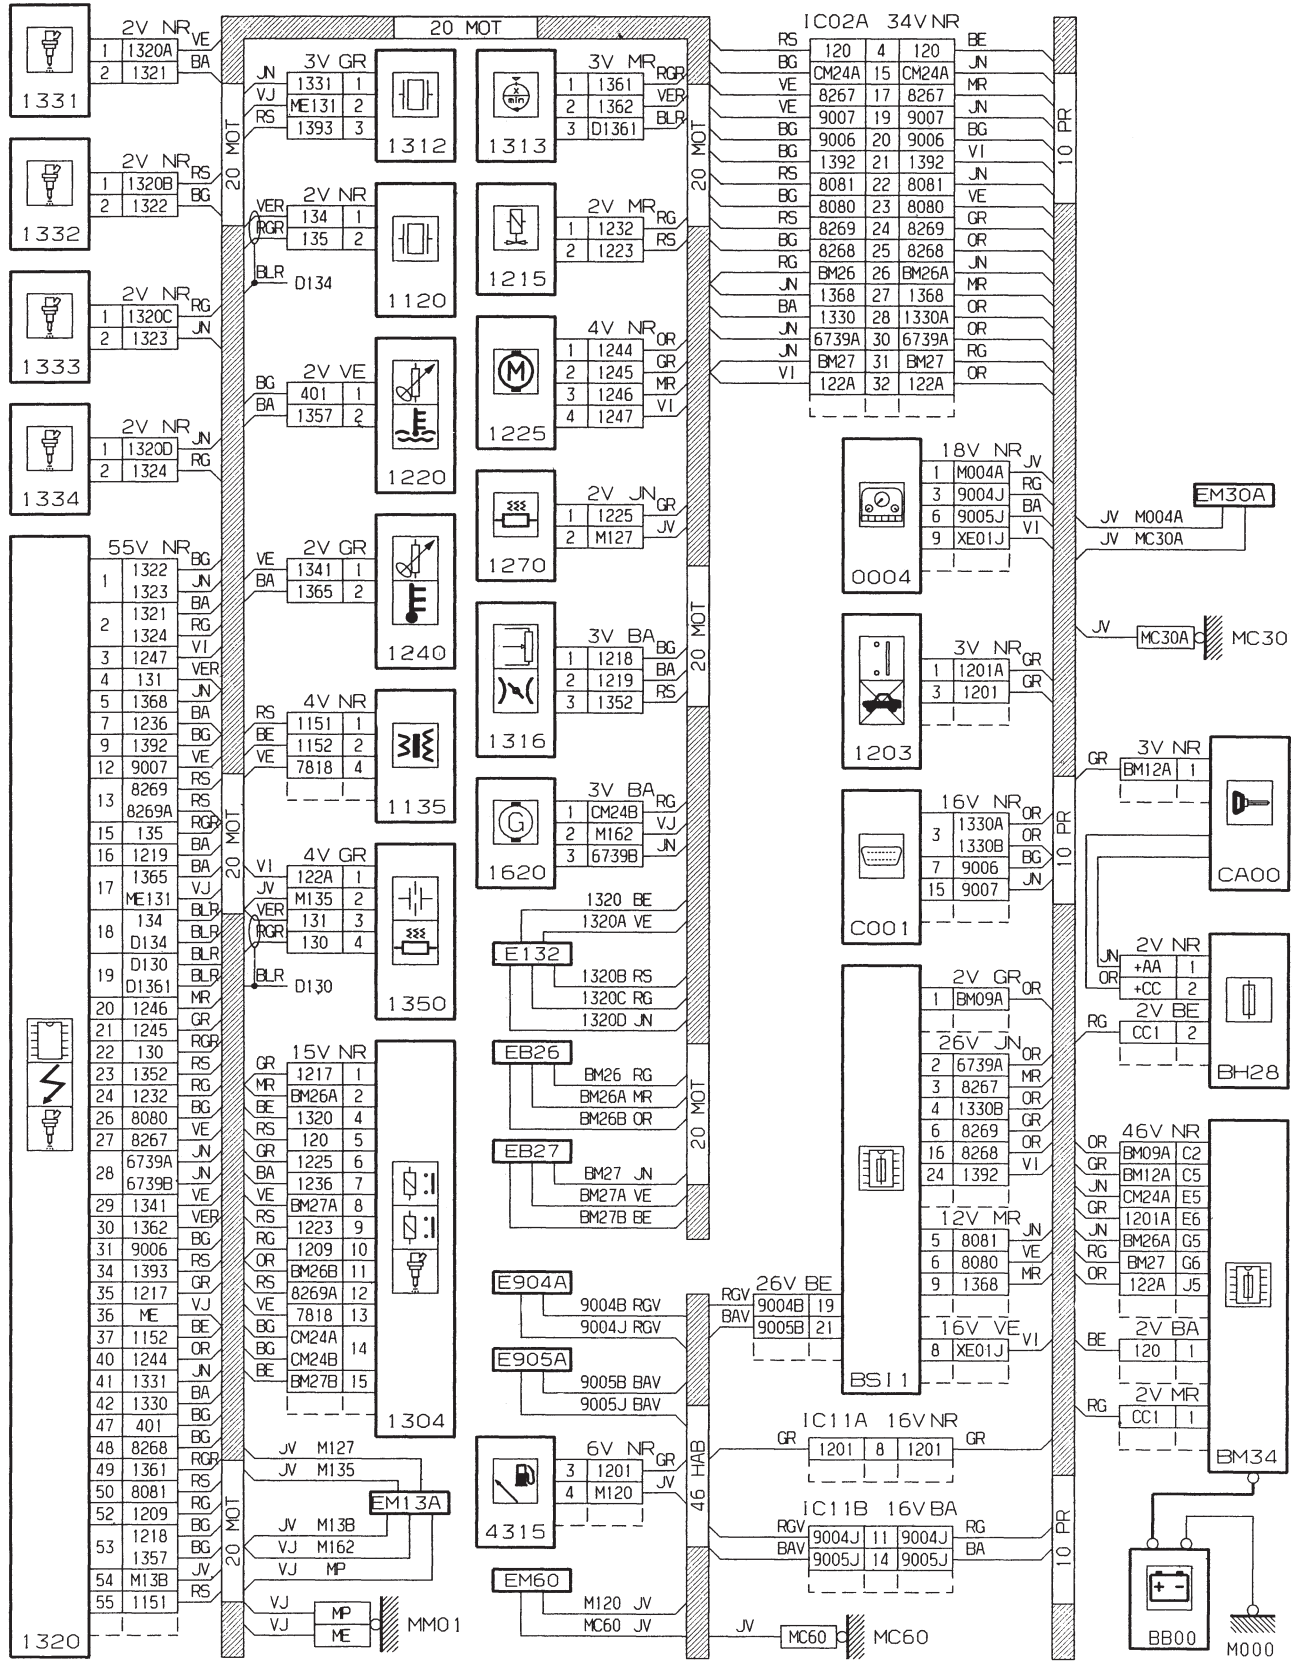 20 MOT
2V NR
1 1320A VE
2 1321 BA
1331
2V NR
1 1320B RS
2 1322 BG
1332
2V NR
1 1320C RG
2 1323 JN
1333
2V NR
1 1320D JN
2 1324 RG
1334
55V NR
1 1322 BG
1323 JN
2 1321 BA
1324 RG
3 1247 VI
4 131 VER
5 1368 JN
7 1236 BA
9 1392 BG
12 9007 VE
13 8269 RS
8269A RS
15 135 RGR
16 1219 BA
17 1365 BA
ME131 VJ
18 134 BLR
D134 BLR
19 D130 BLR
D1361 BLR
20 1246 MR
21 1245 GR
22 130 RGR
23 1352 RS
24 1232 RG
26 8080 BG
27 8267 VE
28 6739A JN
6739B JN
29 1341 VE
30 1362 VER
31 9006 BG
34 1393 RS
35 1217 GR
36 ME VJ
37 1152 BE
40 1244 OR
41 1331 JN
42 1330 BA
47 401 BG
48 8268 BG
49 1361 RGR
50 8081 RS
52 1209 RG
53 1218 BG
1357 BG
54 M13B JV
55 1151 RS
1320
20 MOT
20 MOT
20 MOT
3V GR
JN 1331 1
VJ ME131 2
RS 1393 3
1312
2V NR
VER 134 1
RGR 135 2
BLR D134
1120
2V VE
BG 401 1
BA 1357 2
1220
2V GR
VE 1341 1
BA 1365 2
1240
4V NR
RS 1151 1
BE 1152 2
VE 7818 4
1135
4V GR
VI 122A 1
JV M135 2
VER 131 3
RGR 130 4
BLR D130
1350
15V NR
GR 1217 1
MR BM26A 2
BE 1320 4
RS 120 5
GR 1225 6
BA 1236 7
VE BM27A 8
RS 1223 9
RG 1209 10
OR BM26B 11
RS 8269A 12
VE 7818 13
BG CM24A 14
BG CM24B
BE BM27B 15
1304
JV M127
JV M135
EM13A
JV M13B
VJ M162
VJ MP
VJ MP
VJ ME
MM01
3V MR
1 1361 RGR
2 1362 VER
3 D1361 BLR
x
min
1313
2V MR
1 1232 RG
2 1223 RS
1215
4V NR
1 1244 OR
2 1245 GR
3 1246 MR
4 1247 VI
M
1225
2V JN
1 1225 GR
2 M127 JV
1270
3V BA
1 1218 BG
2 1219 BA
3 1352 RS
1316
3V BA
1 CM24B RG
2 M162 VJ
3 6739B JN
G
1620
1320 BE
1320A VE
E132
1320B RS
1320C RG
1320D JN
EB26
BM26 RG
BM26A MR
BM26B OR
EB27
BM27 JN
BM27A VE
BM27B BE
20 MOT
20 MOT
20 MOT
E904A
9004B RGV
9004J RGV
E905A
9005B BAV
9005J BAV
6V NR
3 1201 GR
4 M120 JV
4315
EM60
M120 JV
MC60 JV
46 HAB
JV MC60
MC60
IC02A 34V NR
RS 120 4 120 BE
BG CM24A 15 CM24A JN
VE 8267 17 8267 MR
VE 9007 19 9007 JN
BG 9006 20 9006 BG
BG 1392 21 1392 VI
RS 8081 22 8081 JN
BG 8080 23 8080 VE
RS 8269 24 8269 GR
BG 8268 25 8268 OR
RG BM26 26 BM26A JN
JN 1368 27 1368 MR
BA 1330 28 1330A OR
JN 6739A 30 6739A OR
JN BM27 31 BM27 RG
VI 122A 32 122A OR
18V NR
1 M004A JV
3 9004J RG
6 9005J BA
9 XE01J VI
0004
3V NR
1 1201A GR
3 1201 GR
1203
16V NR
3 1330A OR
1330B OR
7 9006 BG
15 9007 JN
C001
2V GR
1 BM09A OR
26V JN
2 6739A OR
3 8267 MR
4 1330B OR
6 8269 GR
16 8268 OR
24 1392 VI
12V MR
5 8081 JN
6 8080 VE
9 1368 MR
16V VE
8 XE01J VI
26V BE
RGV 9004B 19
BAV 9005B 21
BSI1
IC11A 16V NR
GR 1201 8 1201 GR
IC11B 16V BA
RGV 9004J 11 9004J RG
BAV 9005J 14 9005J BA
10 PR
10 PR
10 PR
EM30A
JV M004A
JV MC30A
JV MC30A
MC30
3V NR
GR BM12A 1
CA00
2V NR
JN +AA 1
OR +CC 2
2V BE
RG CC1 2
BH28
46V NR
OR BM09A C2
GR BM12A C5
JN CM24A E5
GR 1201A E6
JN BM26A G5
RG BM27 G6
OR 122A J5
2V BA
BE 120 1
2V MR
RG CC1 1
BM34
+ -
BB00
M000